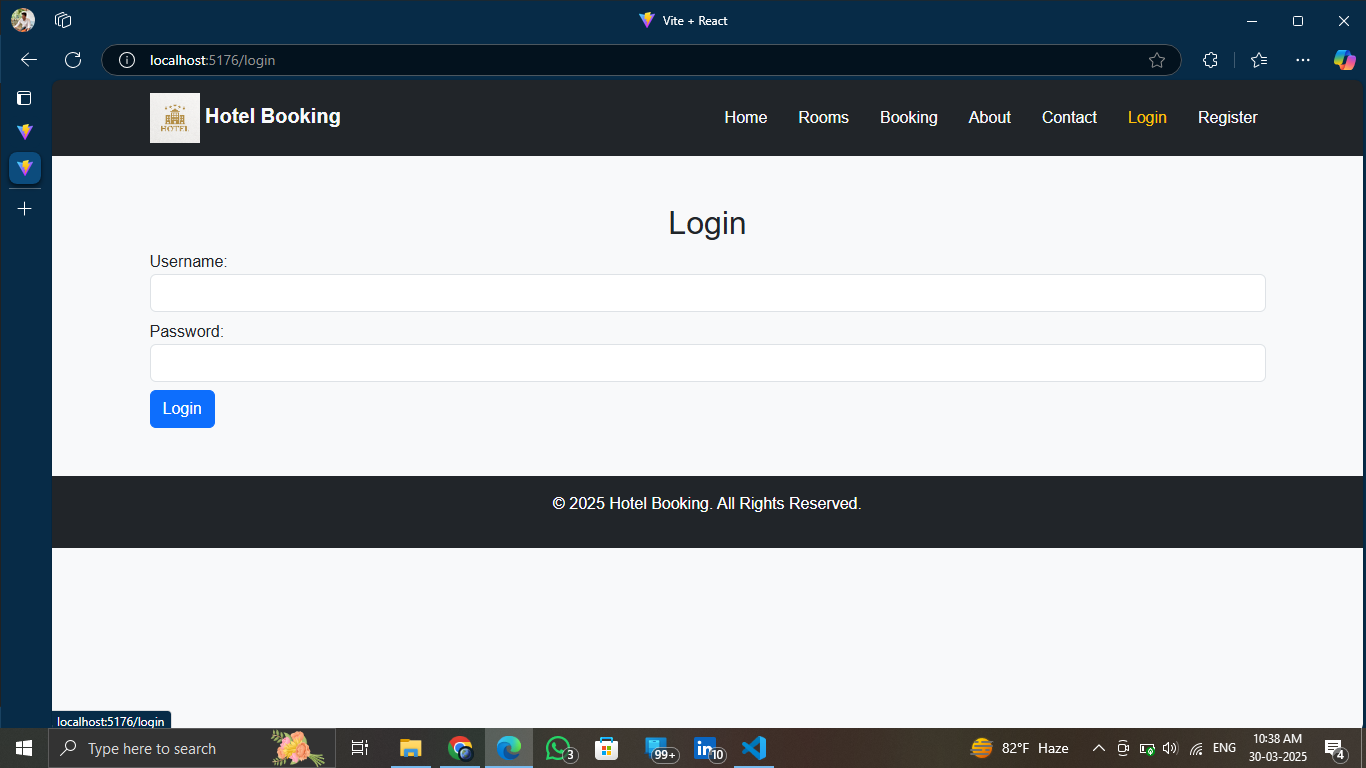 Vite + React
localhost:5176/login
HOTEL
Hotel Booking
Home
Rooms
Booking
About
Contact
Login
Register
Login
Username:
Password:
Login
© 2025 Hotel Booking. All Rights Reserved.
localhost:5176/login
Type here to search
3
99+
10
82°F Haze
ENG
10:38 AM
30-03-2025
4